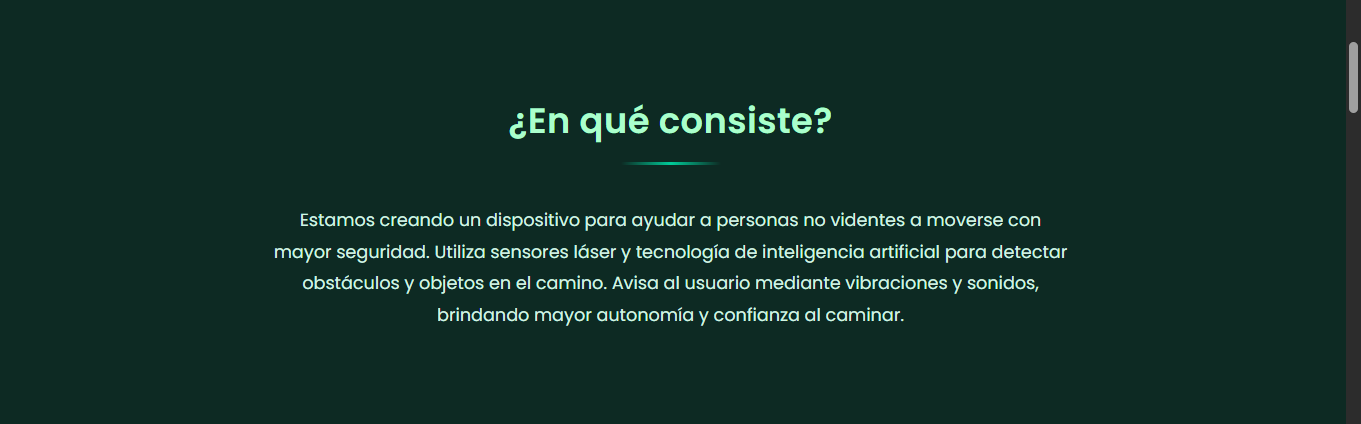 ¿En qué consiste?
Estamos creando un dispositivo para ayudar a personas no videntes a moverse con
mayor seguridad. Utiliza sensores láser y tecnología de inteligencia artificial para detectar
obstáculos y objetos en el camino. Avisa al usuario mediante vibraciones y sonidos,
brindando mayor autonomía y confianza al caminar.